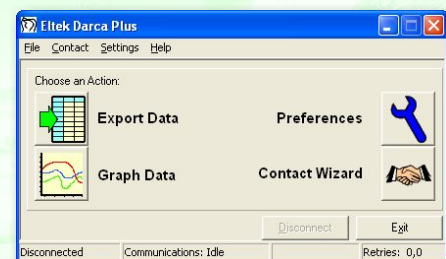 Eltek Darca Plus
File Contact Settings Help
Choose an Action:
Export Data Preferences
Graph Data Contact Wizard
Disconnect Exit
Disconnected Communications: Idle Retries: 0,0